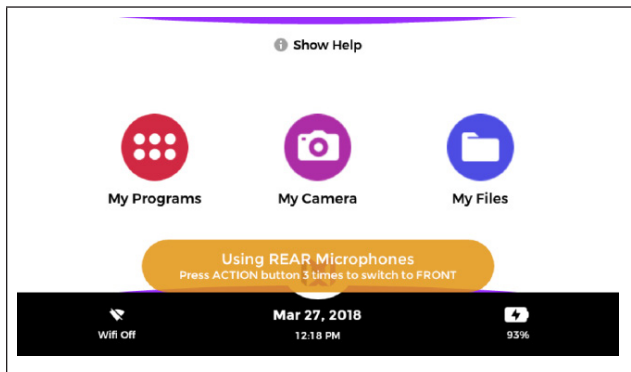 Show Help
My Programs
My Camera
My Files
Using REAR Microphones
Press ACTION button 3 times to switch to FRONT
Wifi Off
Mar 27, 2018
12:18 PM
93%